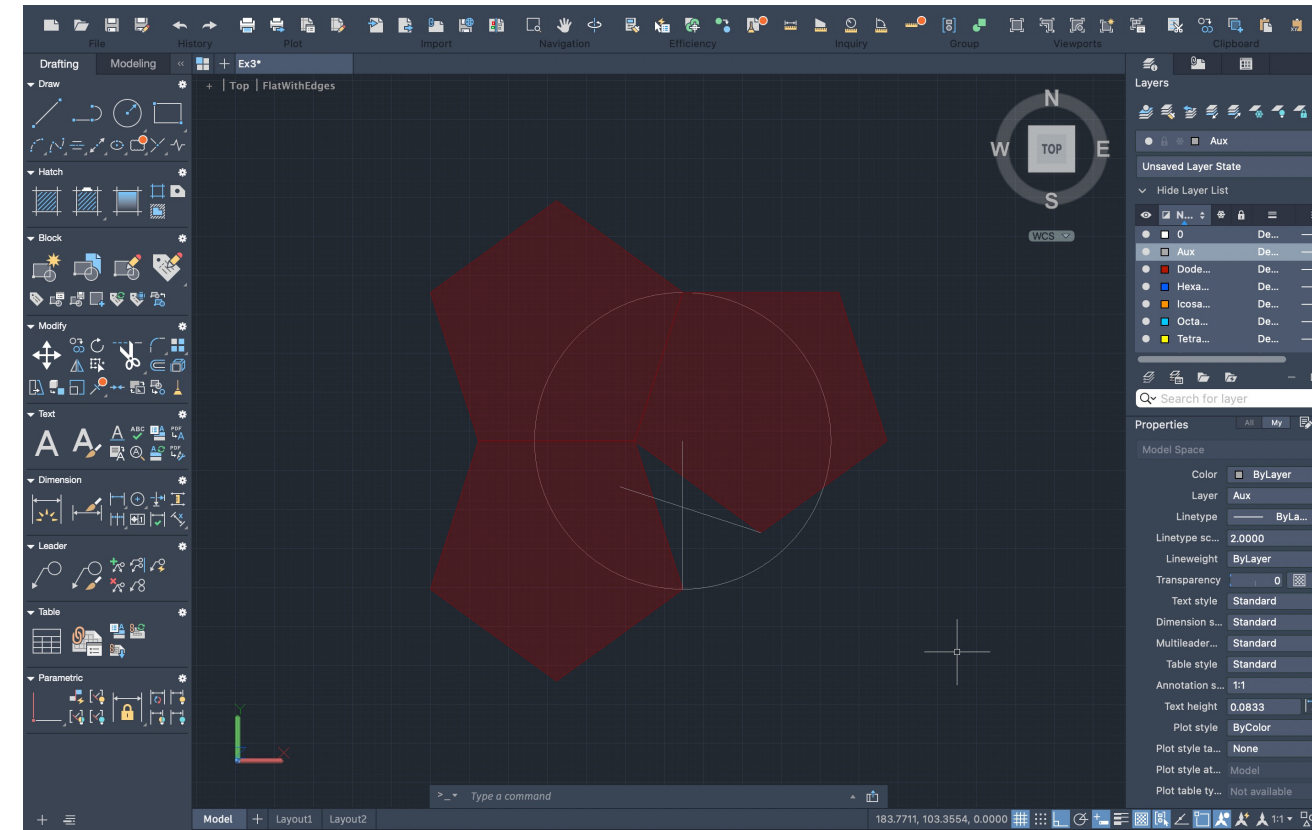 File History Plot Import Navigation Efficiency Inquiry Group Viewports Clipboard
Drafting Modeling << + Ex3*
Layers
Draw
+ | Top | FlatWithEdges
N
W TOP E
S
WCS
Aux
Unsaved Layer State
Hide Layer List
N...
0 De...
Aux De...
Dode... De...
Hexa... De...
Icosa... De...
Octa... De...
Tetra... De...
Search for layer
Properties All My
Model Space
Color ByLayer
Layer Aux
Linetype ByLa...
Linetype sc... 2.0000
Lineweight ByLayer
Transparency 0
Text style Standard
Dimension s... Standard
Multileader... Standard
Table style Standard
Annotation s... 1:1
Text height 0.0833
Plot style ByColor
Plot style ta... None
Plot style at... Model
Plot table ty... Not available
Hatch
Block
Modify
Text
A A A ABC PDF
A PDF
Dimension
Leader
Table
Parametric
Y
X
>_ Type a command
Model + Layout1 Layout2
183.7711, 103.3554, 0.0000
1:1